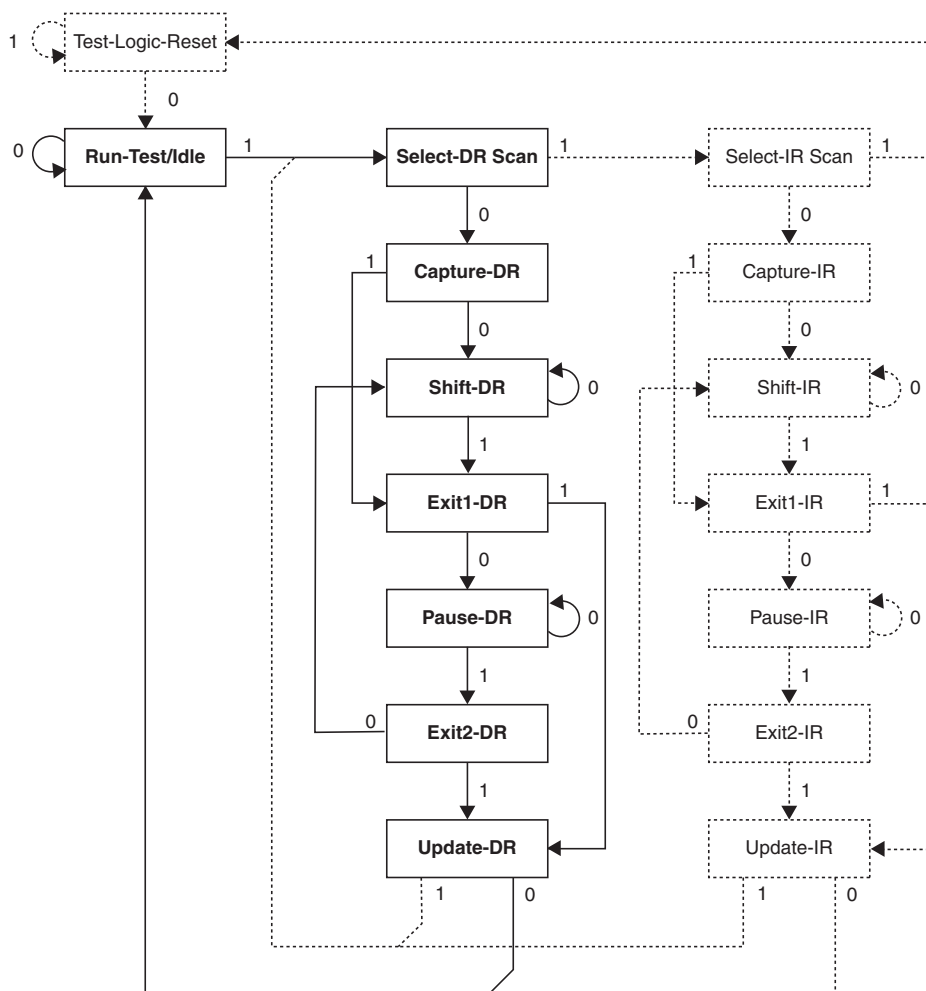 1 Test-Logic-Reset
0
0 Run-Test/Idle 1 Select-DR Scan 1 Select-IR Scan 1
0 0
1 Capture-DR 1 Capture-IR
0 0
Shift-DR 0 Shift-IR 0
1 1
Exit1-DR 1 Exit1-IR 1
0 0
Pause-DR 0 Pause-IR 0
1 1
0 Exit2-DR 0 Exit2-IR
1 1
Update-DR Update-IR
1 0 1 0